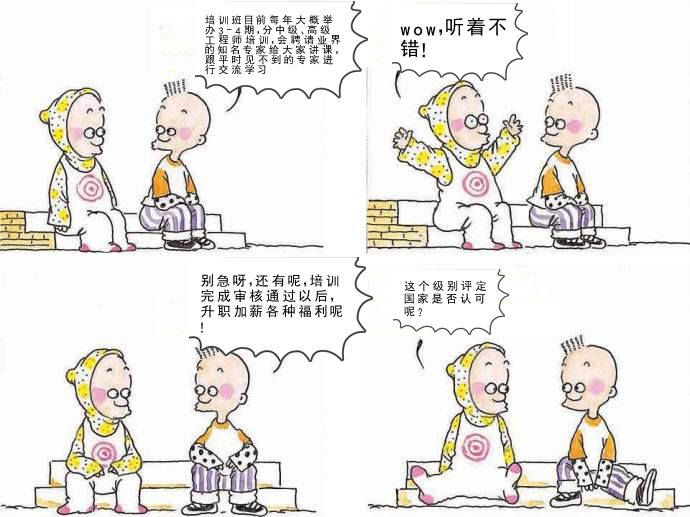 培训班目前每年大概举
办3-4期,分中级、高级
工程师培训,会聘请业界
的知名专家给大家讲课。
跟平时见不到的专家进
行交流学习
wow,听着不
错!
别急呀,还有呢,培训
完成审核通过以后,
升职加薪各种福利呢
!
这个级别评定
国家是否认可
呢?